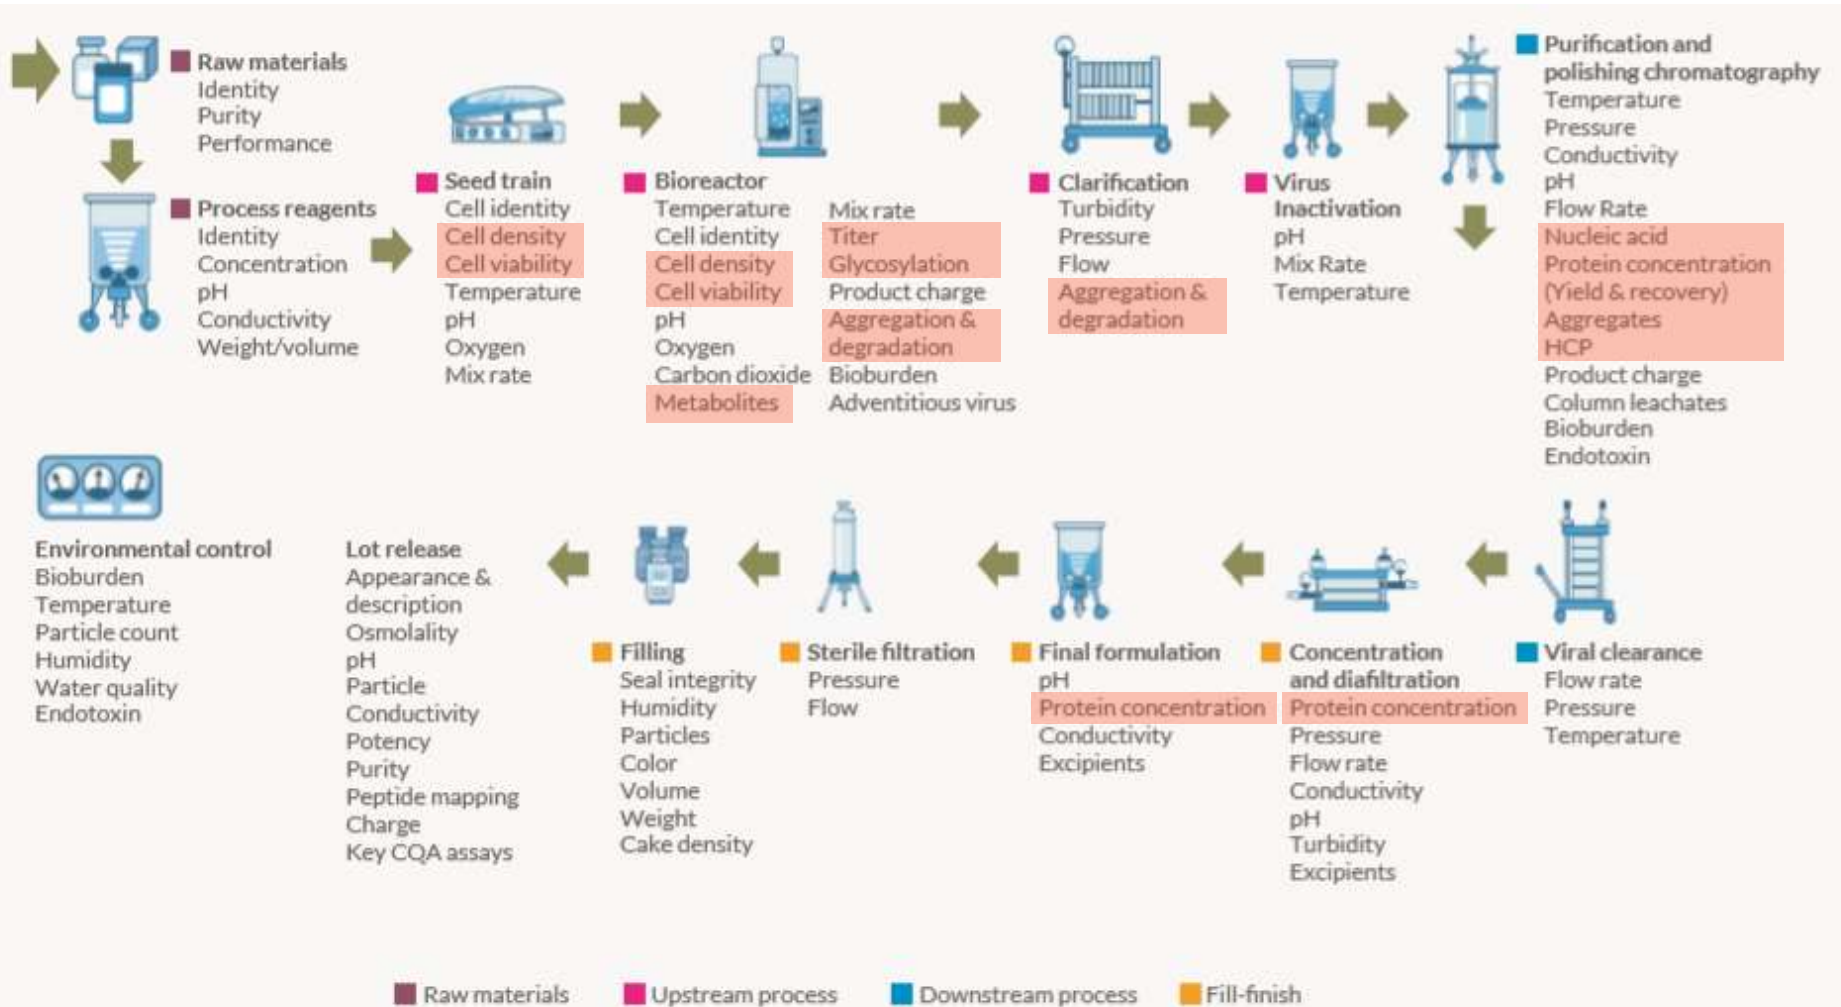 Raw materials
Identity
Purity
Performance
Process reagents
Identity
Concentration
pH
Conductivity
Weight/volume
Seed train
Cell identity
Cell density
Cell viability
Temperature
pH
Oxygen
Mix rate
Bioreactor
Temperature
Cell identity
Cell density
Cell viability
pH
Oxygen
Carbon dioxide
Metabolites
Mix rate
Titer
Glycosylation
Product charge
Aggregation &
degradation
Bioburden
Adventitious virus
Clarification
Turbidity
Pressure
Flow
Aggregation &
degradation
Virus
Inactivation
pH
Mix Rate
Temperature
Purification and
polishing chromatography
Temperature
Pressure
Conductivity
pH
Flow Rate
Nucleic acid
Protein concentration
(Yield & recovery)
Aggregates
HCP
Product charge
Column leachates
Bioburden
Endotoxin
Environmental control
Bioburden
Temperature
Particle count
Humidity
Water quality
Endotoxin
Lot release
Appearance &
description
Osmolality
pH
Particle
Conductivity
Potency
Purity
Peptide mapping
Charge
Key CQA assays
Filling
Seal integrity
Humidity
Particles
Color
Volume
Weight
Cake density
Sterile filtration
Pressure
Flow
Final formulation
pH
Protein concentration
Conductivity
Excipients
Concentration
and diafiltration
Protein concentration
Pressure
Flow rate
Conductivity
pH
Turbidity
Excipients
Viral clearance
Flow rate
Pressure
Temperature
Raw materials
Upstream process
Downstream process
Fill-finish